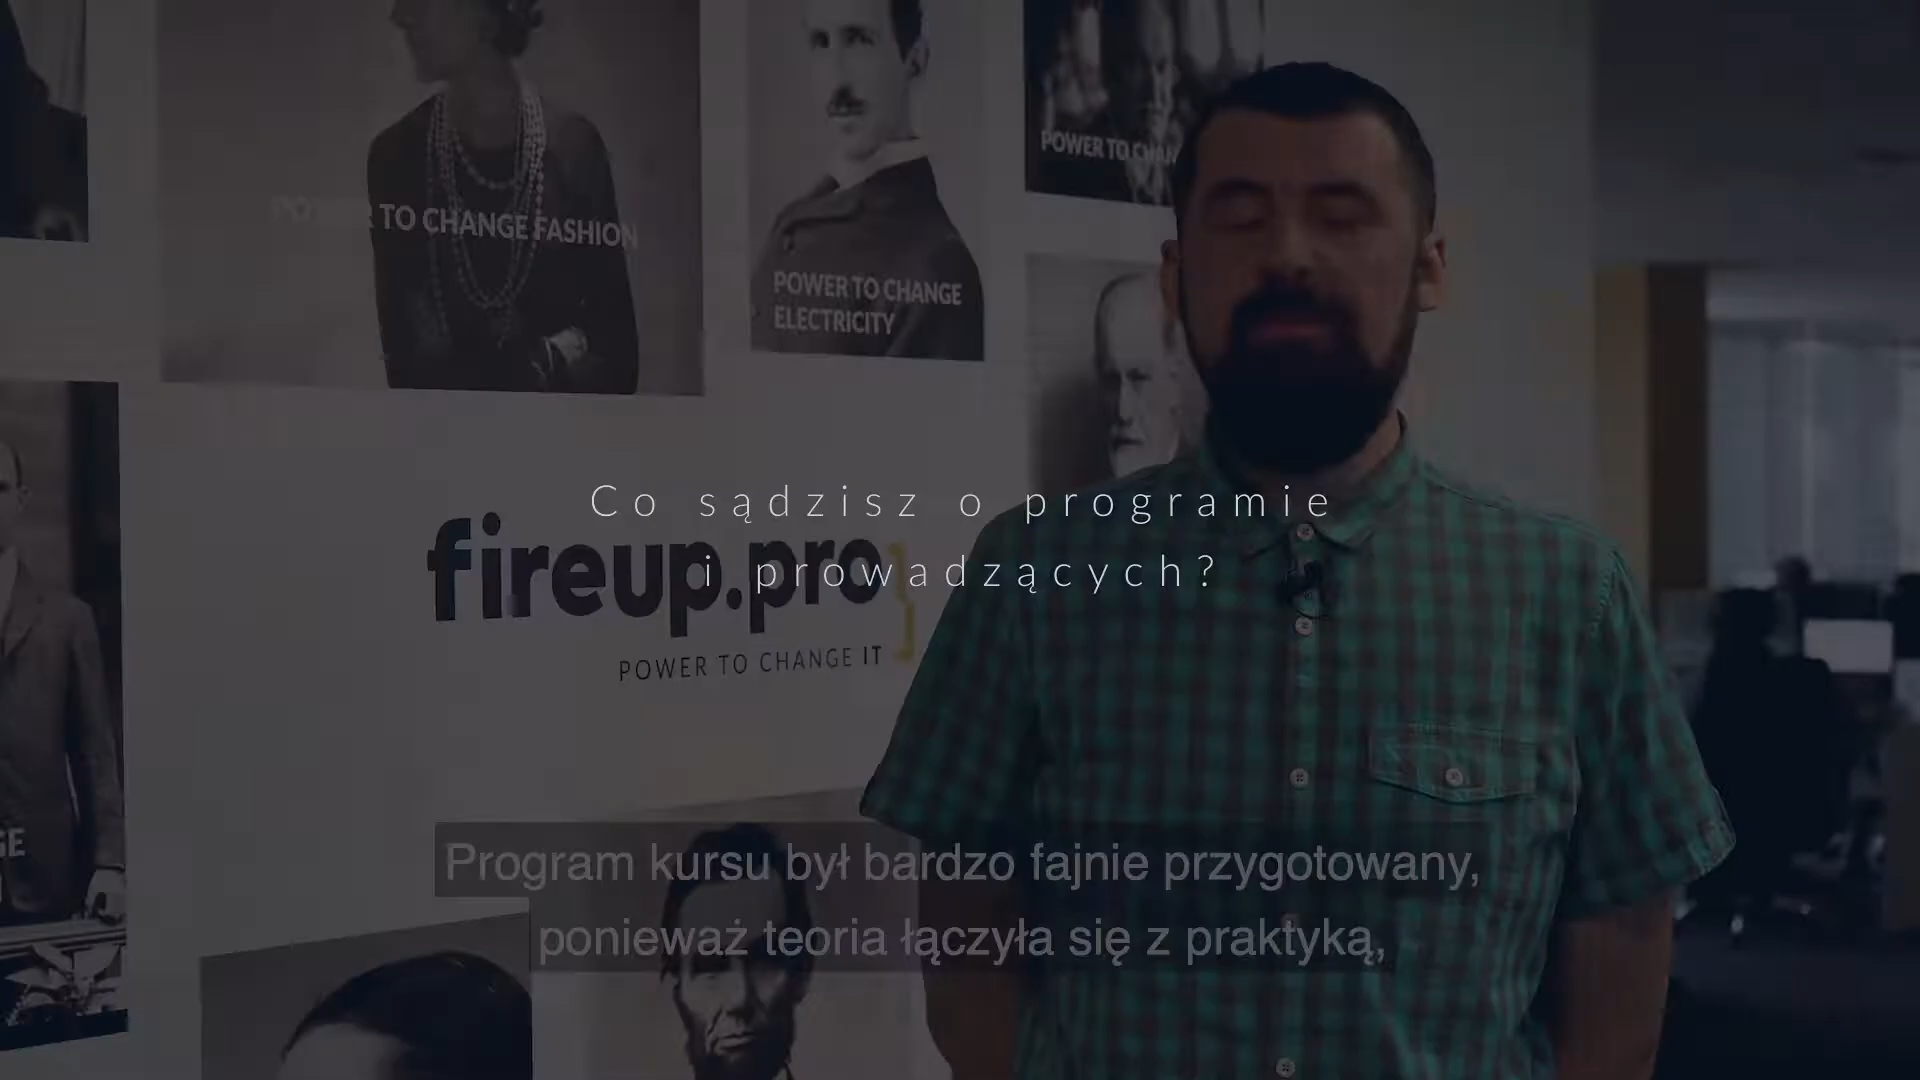 POWER TO CHANGE FASHION
POWER TO CHANGE
ELECTRICITY
POWER TO
Co sądzisz o programie
i prowadzących?
fireup.pro
POWER TO CHANGE IT
Program kursu był bardzo fajnie przygotowany,
ponieważ teoria łączyła się z praktyką,